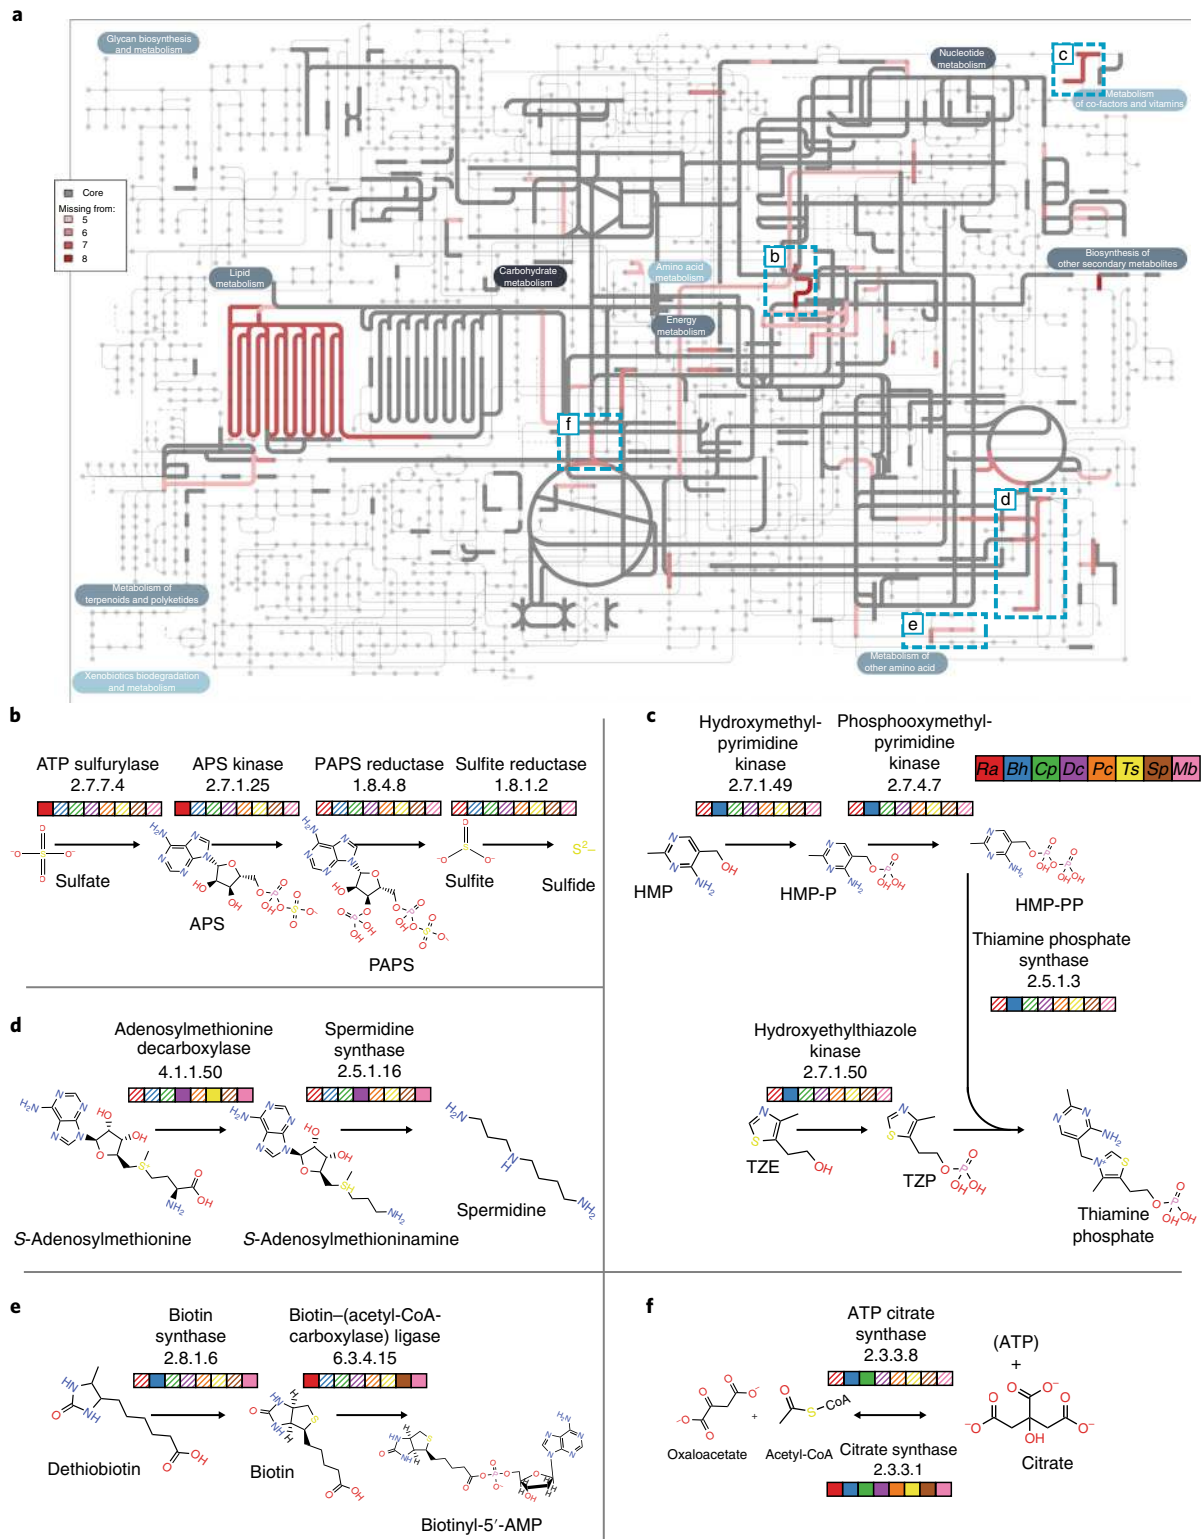 a
Glycan biosynthesis
and metabolism
Nucleotide
metabolism
c
Metabolism
of co-factors and vitamins
Core
Missing from:
5
6
7
8
b
Lipid
metabolism
Carbohydrate
metabolism
Amino acid
metabolism
Biosynthesis of
other secondary metabolites
Energy
metabolism
f
d
Metabolism of
terpenoids and polyketides
e
Metabolism of
other amino acid
Xenobiotics biodegradation
and metabolism
b
ATP sulfurylase
2.7.7.4
APS kinase
2.7.1.25
PAPS reductase
1.8.4.8
Sulfite reductase
1.8.1.2
Sulfate
APS
PAPS
Sulfite
S2–
Sulfide
c
Hydroxymethyl-
pyrimidine
kinase
2.7.1.49
Phosphooxymethyl-
pyrimidine
kinase
2.7.4.7
Ra Bh Cp Dc Pc Ts Sp Mb
HMP
HMP-P
HMP-PP
Thiamine phosphate
synthase
2.5.1.3
Hydroxyethylthiazole
kinase
2.7.1.50
TZE
TZP
Thiamine
phosphate
d
Adenosylmethionine
decarboxylase
4.1.1.50
Spermidine
synthase
2.5.1.16
S-Adenosylmethionine
S-Adenosylmethioninamine
Spermidine
e
Biotin
synthase
2.8.1.6
Biotin–(acetyl-CoA-
carboxylase) ligase
6.3.4.15
Dethiobiotin
Biotin
Biotinyl-5′-AMP
f
ATP citrate
synthase
2.3.3.8
(ATP)
+
Oxaloacetate
+
Acetyl-CoA
Citrate synthase
2.3.3.1
Citrate